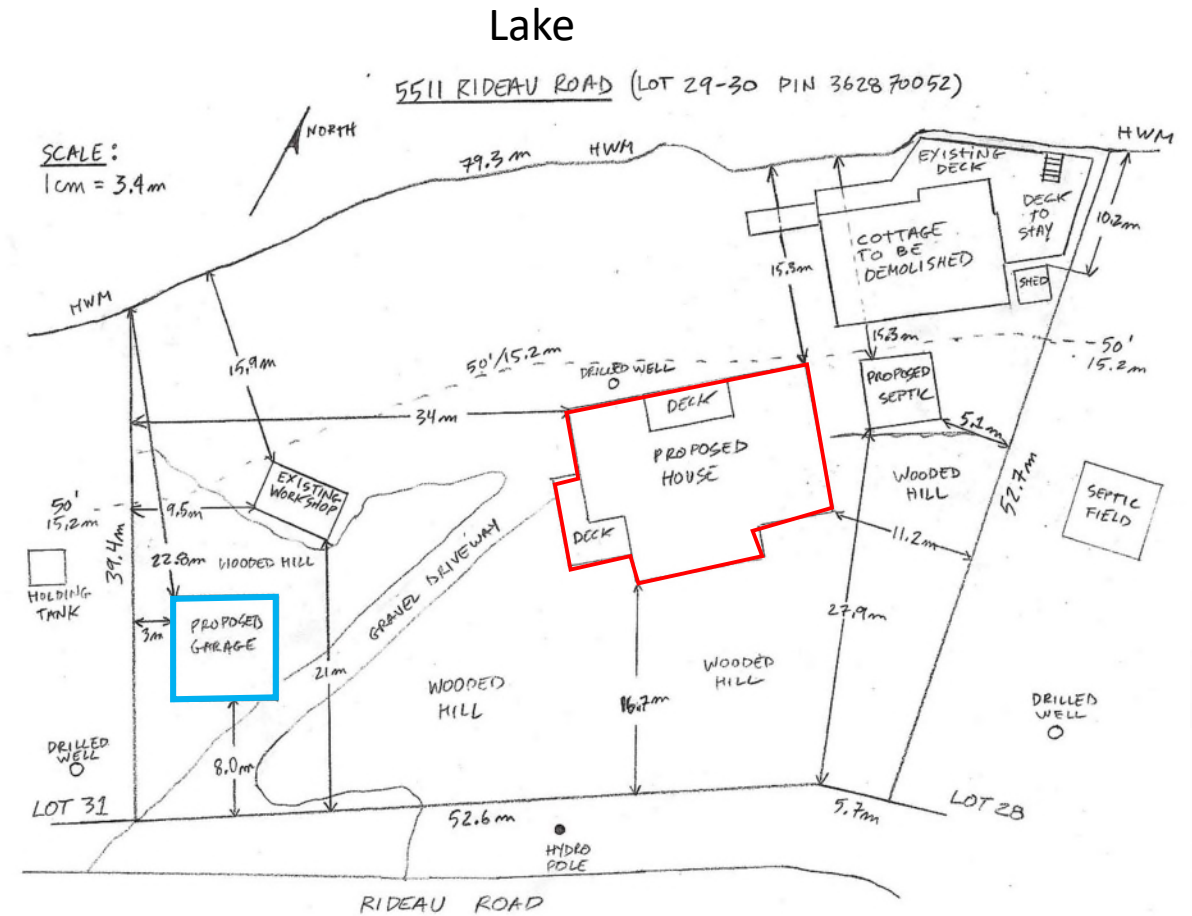 Lake
5511 RIDEAU ROAD (LOT 29-30 PIN 362870052)
SCALE:
1cm = 3.4m
NORTH
79.3m
HWM
HWM
EXISTING
DECK
DECK
TO
STAY
10.2m
COTTAGE
TO BE
DEMOLISHED
SHED
HWM
15.9m
15.3m
15.3m
50'/15.2m
DRILLED WELL
50'
15.2m
34m
DECK
PROPOSED
HOUSE
DECK
PROPOSED
SEPTIC
5.1m
WOODED
HILL
52.7m
SEPTIC
FIELD
EXISTING
WORKSHOP
50'
15.2m
9.5m
39.4m
22.8m
WOODED HILL
HOLDING
TANK
3m
PROPOSED
GARAGE
GRAVEL DRIVEWAY
11.2m
27.9m
21m
WOODED
HILL
16.7m
WOODED
HILL
DRILLED
WELL
DRILLED
WELL
8.0m
LOT 31
52.6m
5.7m
LOT 28
HYDRO
POLE
RIDEAU ROAD